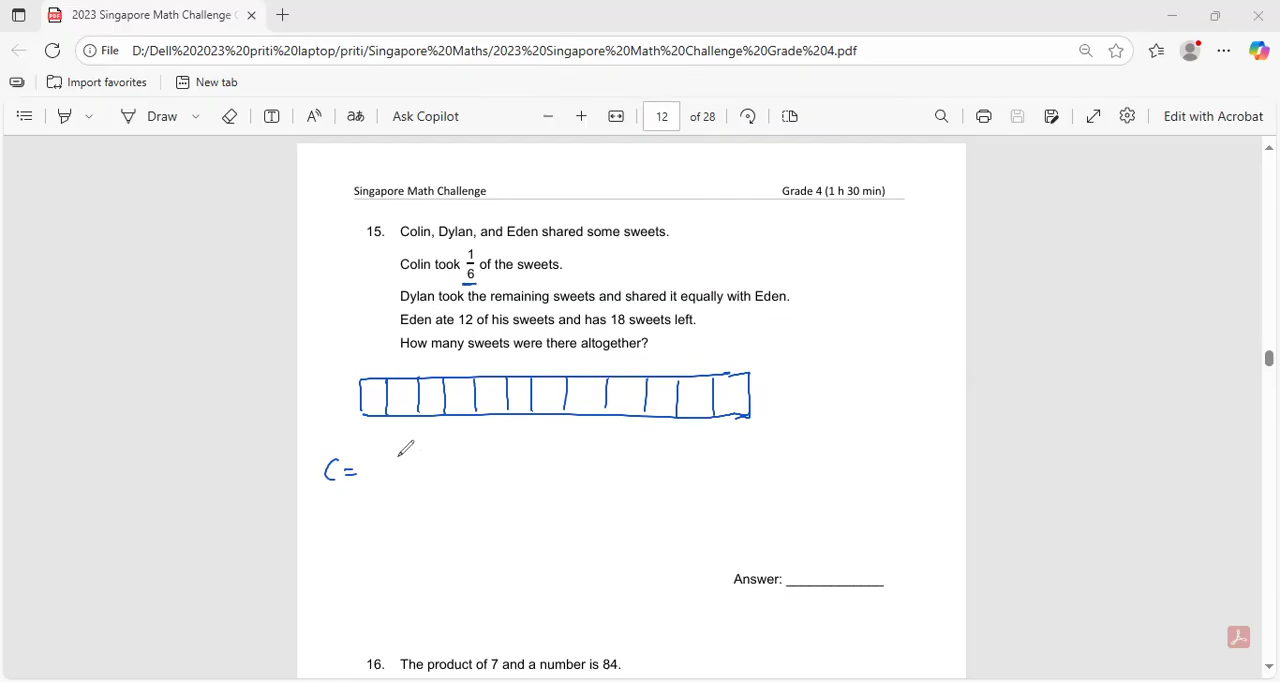 2023 Singapore Math Challenge G
File D:/Dell%202023%20priti%20laptop/priti/Singapore%20Maths/2023%20Singapore%20Math%20Challenge%20Grade%204.pdf
Import favorites New tab
Draw aあ Ask Copilot 12 of 28 Edit with Acrobat
Singapore Math Challenge Grade 4 (1 h 30 min)
15. Colin, Dylan, and Eden shared some sweets.
Colin took 1/6 of the sweets.
Dylan took the remaining sweets and shared it equally with Eden.
Eden ate 12 of his sweets and has 18 sweets left.
How many sweets were there altogether?
C =
Answer: _____________
16. The product of 7 and a number is 84.